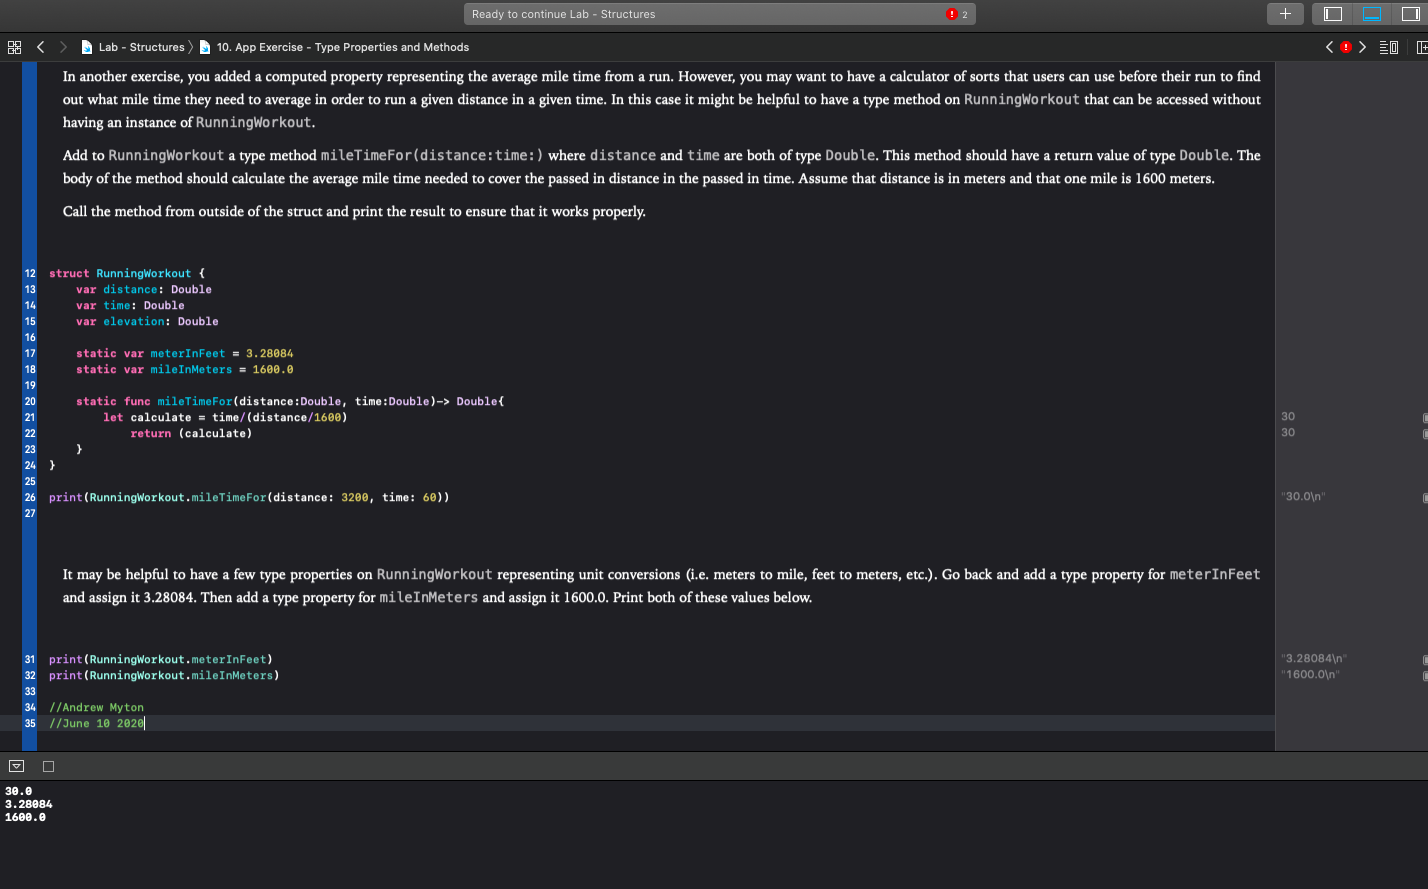 Ready to continue Lab - Structures
2
Lab - Structures
10. App Exercise - Type Properties and Methods
In another exercise, you added a computed property representing the average mile time from a run. However, you may want to have a calculator of sorts that users can use before their run to find
out what mile time they need to average in order to run a given distance in a given time. In this case it might be helpful to have a type method on RunningWorkout that can be accessed without
having an instance of RunningWorkout.
Add to RunningWorkout a type method mileTimeFor(distance:time:) where distance and time are both of type Double. This method should have a return value of type Double. The
body of the method should calculate the average mile time needed to cover the passed in distance in the passed in time. Assume that distance is in meters and that one mile is 1600 meters.
Call the method from outside of the struct and print the result to ensure that it works properly.
12 struct RunningWorkout {
13     var distance: Double
14     var time: Double
15     var elevation: Double
16
17     static var meterInFeet = 3.28084
18     static var mileInMeters = 1600.0
19
20     static func mileTimeFor(distance:Double, time:Double)-> Double{
21         let calculate = time/(distance/1600)
30
22             return (calculate)
30
23     }
24 }
25
26 print(RunningWorkout.mileTimeFor(distance: 3200, time: 60))
"30.0\n"
27
It may be helpful to have a few type properties on RunningWorkout representing unit conversions (i.e. meters to mile, feet to meters, etc.). Go back and add a type property for meterInFeet
and assign it 3.28084. Then add a type property for mileInMeters and assign it 1600.0. Print both of these values below.
31 print(RunningWorkout.meterInFeet)
"3.28084\n"
32 print(RunningWorkout.mileInMeters)
"1600.0\n"
33
34 //Andrew Myton
35 //June 10 2020
30.0
3.28084
1600.0